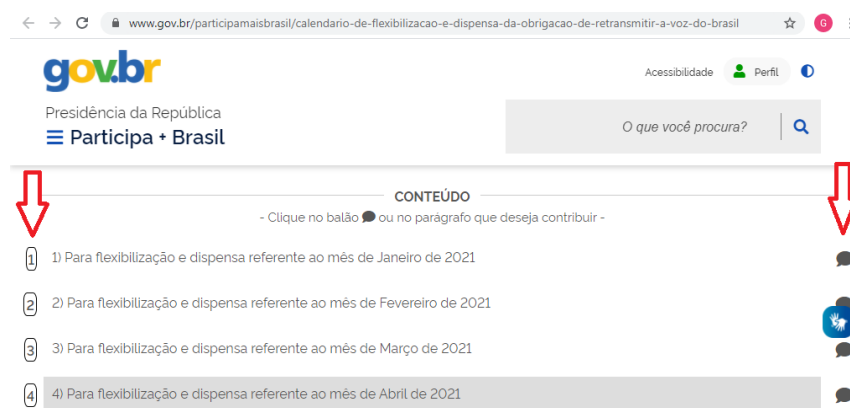 www.gov.br/participamaisbrasil/calendario-de-flexibilizacao-e-dispensa-da-obrigacao-de-retransmitir-a-voz-do-brasil
G
gov.br
Acessibilidade Perfil
Presidência da República
Participa + Brasil
O que você procura?
CONTEÚDO
- Clique no balão ou no parágrafo que deseja contribuir -
1 1) Para flexibilização e dispensa referente ao mês de Janeiro de 2021
2 2) Para flexibilização e dispensa referente ao mês de Fevereiro de 2021
3 3) Para flexibilização e dispensa referente ao mês de Março de 2021
4 4) Para flexibilização e dispensa referente ao mês de Abril de 2021